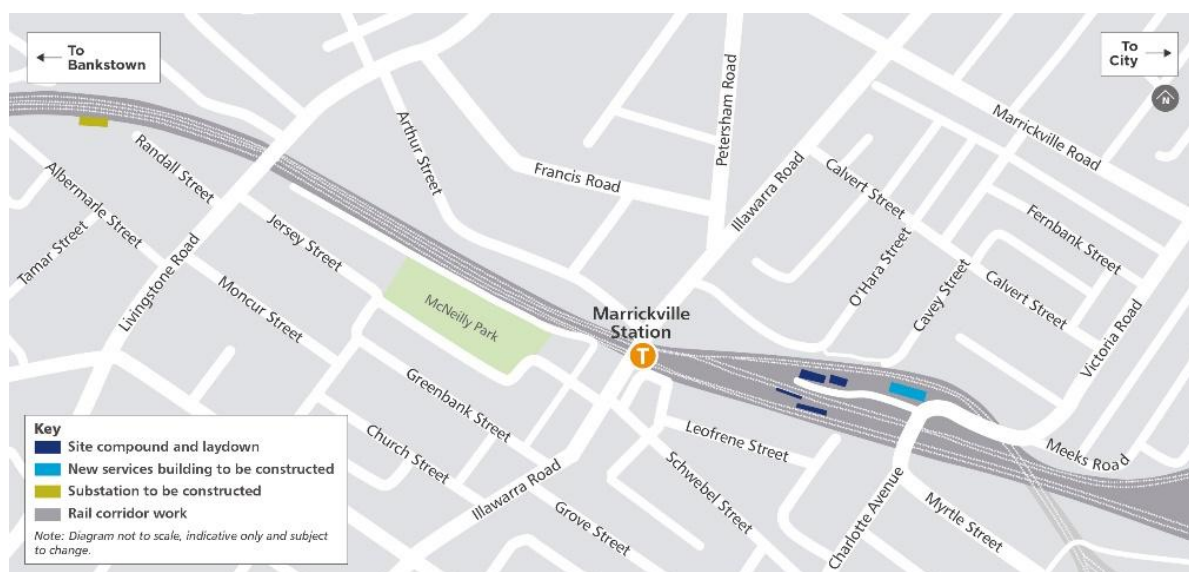 To
Bankstown
To
City
N
Petersham Road
Marrickville Road
Arthur Street
Randall Street
Francis Road
Illawarra Road
Calvert Street
Albermarle Street
Fernbank Street
Tamar Street
Jersey Street
O'Hara Street
Livingstone Road
Moncur Street
McNeilly Park
Cavey Street
Calvert Street
Marrickville
Station
T
Victoria Road
Greenbank Street
Church Street
Leofrene Street
Schwebel Street
Meeks Road
Illawarra Road
Grove Street
Charlotte Avenue
Myrtle Street
Key
Site compound and laydown
New services building to be constructed
Substation to be constructed
Rail corridor work
Note: Diagram not to scale, indicative only and subject
to change.